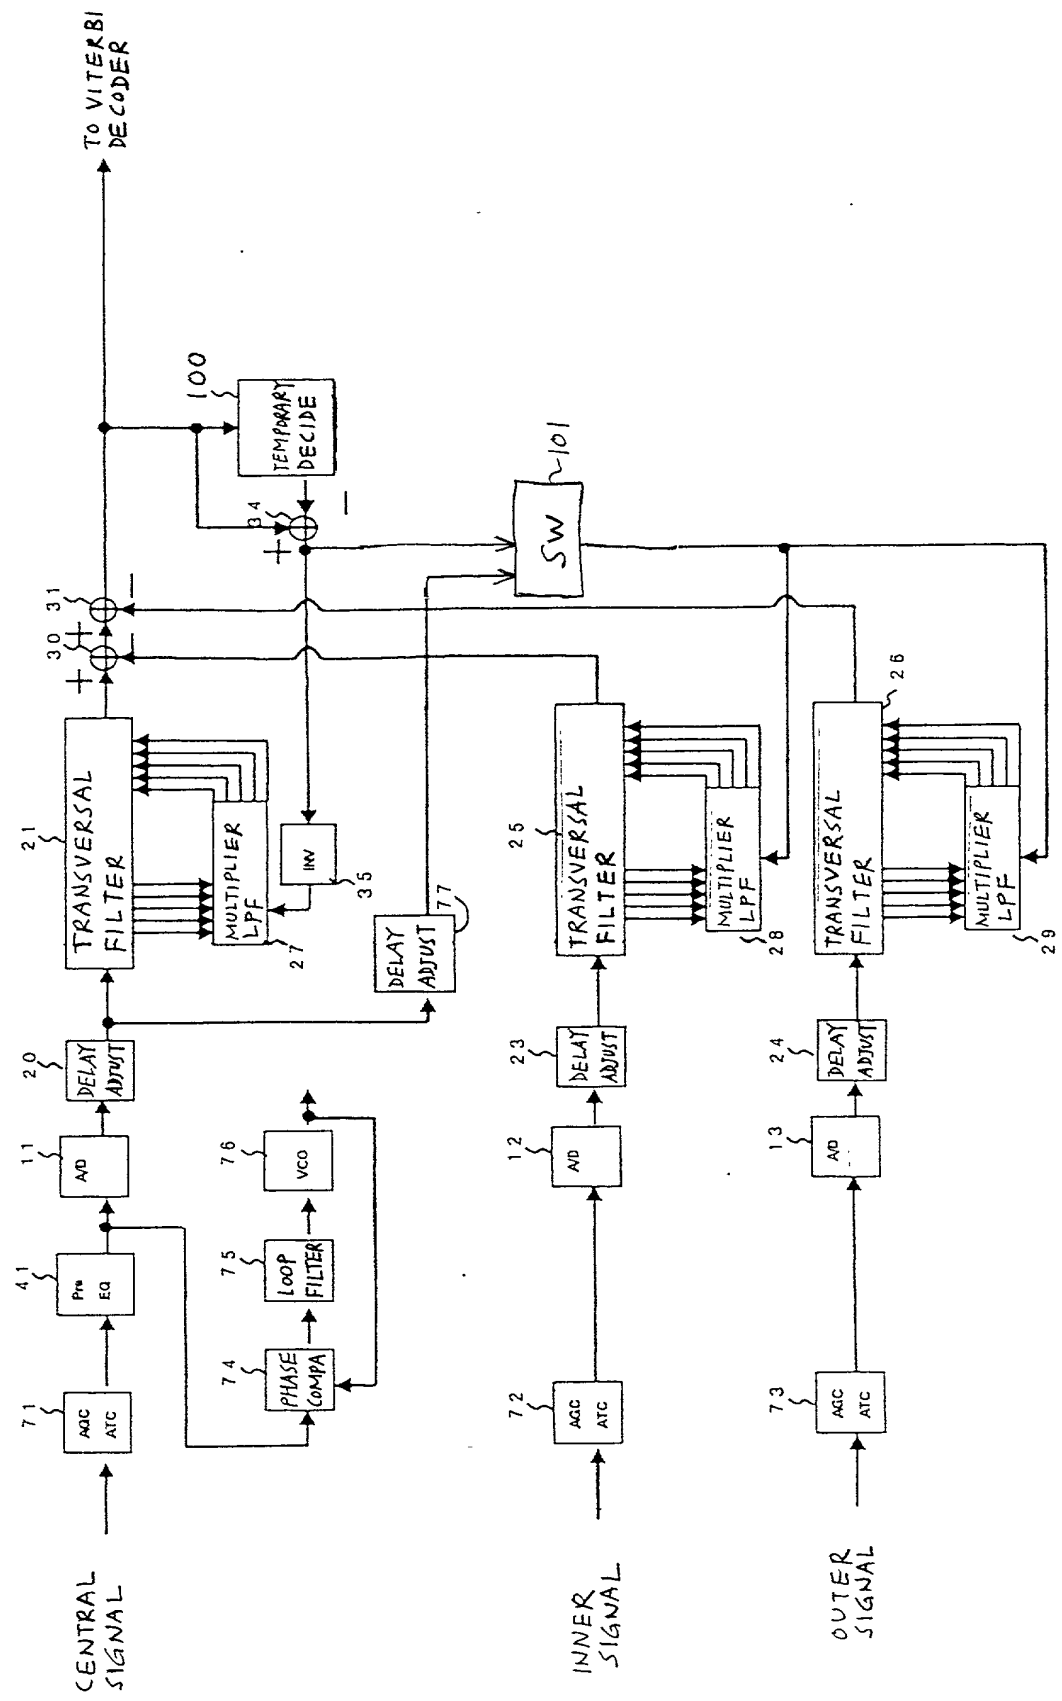 CENTRAL
SIGNAL
71
AGC
ATC
41
Pre
EQ
11
A/D
20
DELAY
ADJUST
21
TRANSVERSAL
FILTER
MULTIPLIER
LPF
27
+
30
−
+
31
−
TO VITERBI
DECODER
100
TEMPORARY
DECIDE
34
+
−
INV
35
74
PHASE
COMPA
75
LOOP
FILTER
76
VCO
DELAY
ADJUST
77
SW
101
INNER
SIGNAL
72
AGC
ATC
12
A/D
23
DELAY
ADJUST
25
TRANSVERSAL
FILTER
MULTIPLIER
LPF
28
OUTER
SIGNAL
73
AGC
ATC
13
A/D
24
DELAY
ADJUST
26
TRANSVERSAL
FILTER
MULTIPLIER
LPF
29